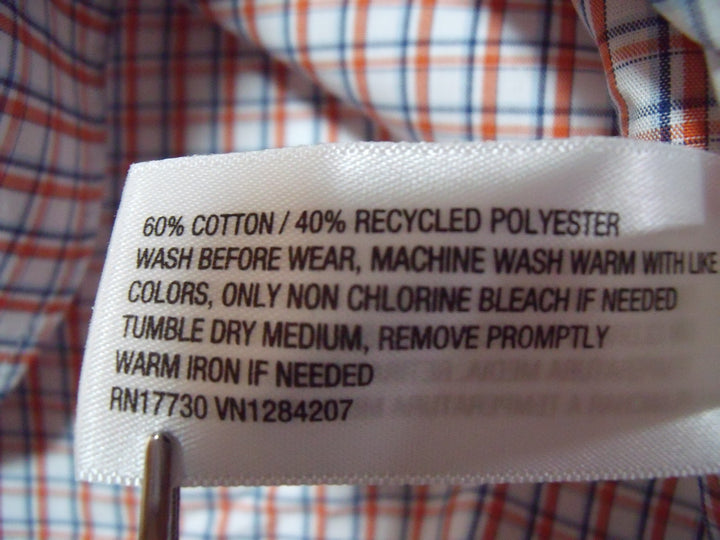 60% COTTON / 40% RECYCLED POLYESTER
WASH BEFORE WEAR, MACHINE WASH WARM WITH LIKE
COLORS, ONLY NON CHLORINE BLEACH IF NEEDED
TUMBLE DRY MEDIUM, REMOVE PROMPTLY
WARM IRON IF NEEDED
RN17730 VN1284207